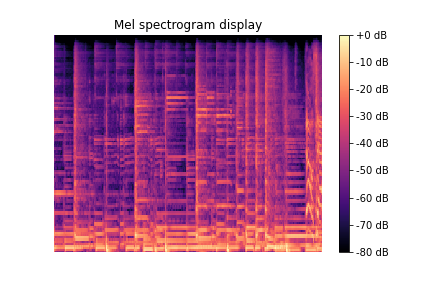 Mel spectrogram display
+0 dB
-10 dB
-20 dB
-30 dB
-40 dB
-50 dB
-60 dB
-70 dB
-80 dB